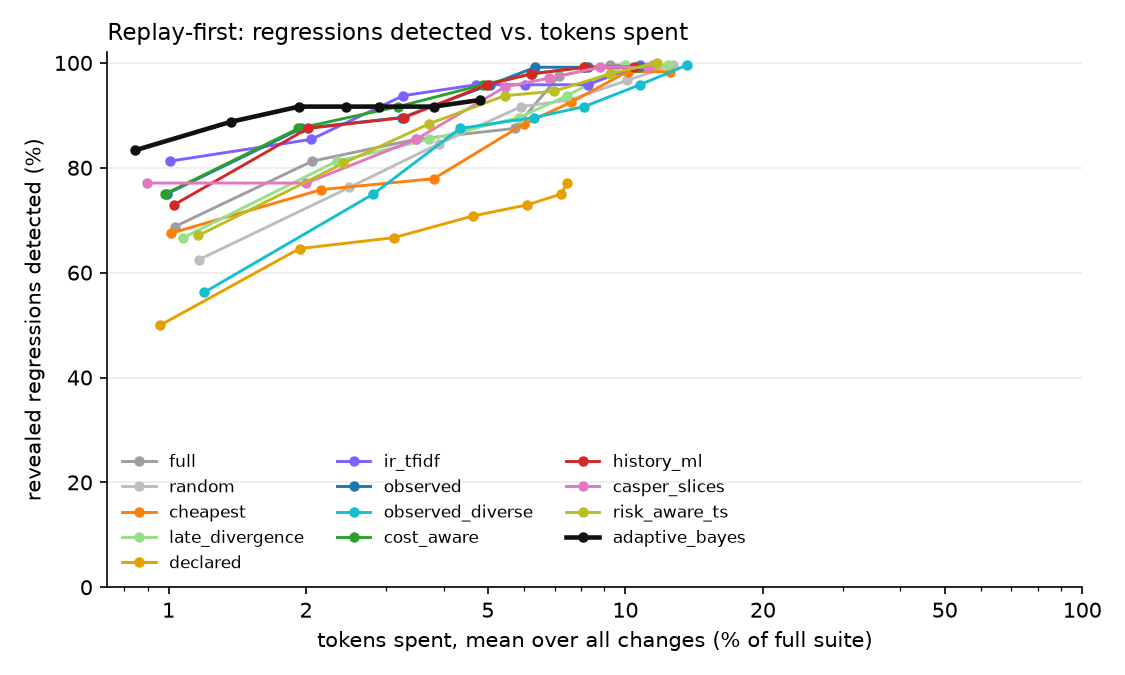 Replay-first: regressions detected vs. tokens spent
revealed regressions detected (%)
100
80
60
40
20
0
full
random
cheapest
late_divergence
declared
ir_tfidf
observed
observed_diverse
cost_aware
history_ml
casper_slices
risk_aware_ts
adaptive_bayes
1 2 5 10 20 50 100
tokens spent, mean over all changes (% of full suite)